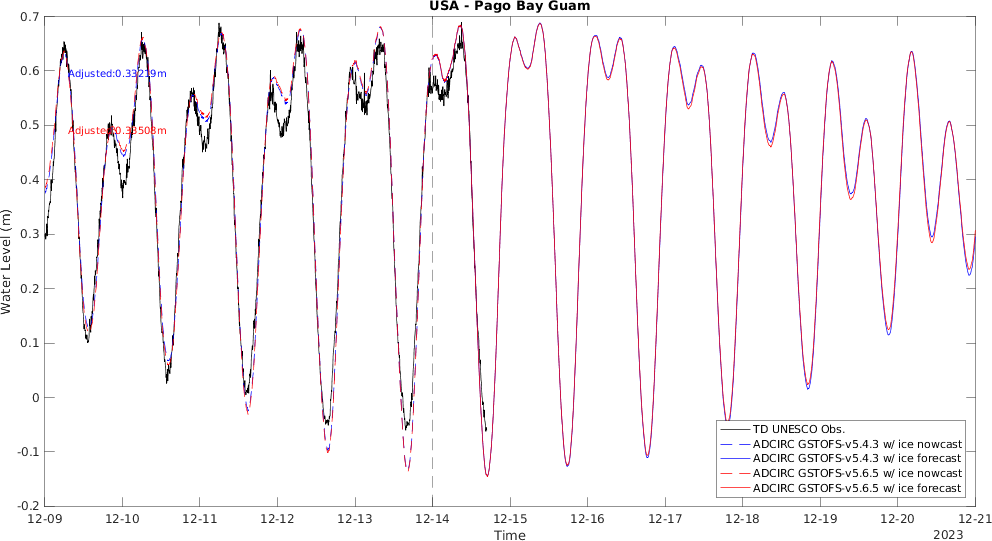 USA - Pago Bay Guam
0.7
0.6
0.5
0.4
0.3
0.2
0.1
0
-0.1
-0.2
Water Level (m)
Adjusted:0.33219m
Adjusted:0.33503m
TD UNESCO Obs.
ADCIRC GSTOFS-v5.4.3 w/ ice nowcast
ADCIRC GSTOFS-v5.4.3 w/ ice forecast
ADCIRC GSTOFS-v5.6.5 w/ ice nowcast
ADCIRC GSTOFS-v5.6.5 w/ ice forecast
12-09 12-10 12-11 12-12 12-13 12-14 12-15 12-16 12-17 12-18 12-19 12-20 12-21
Time
2023